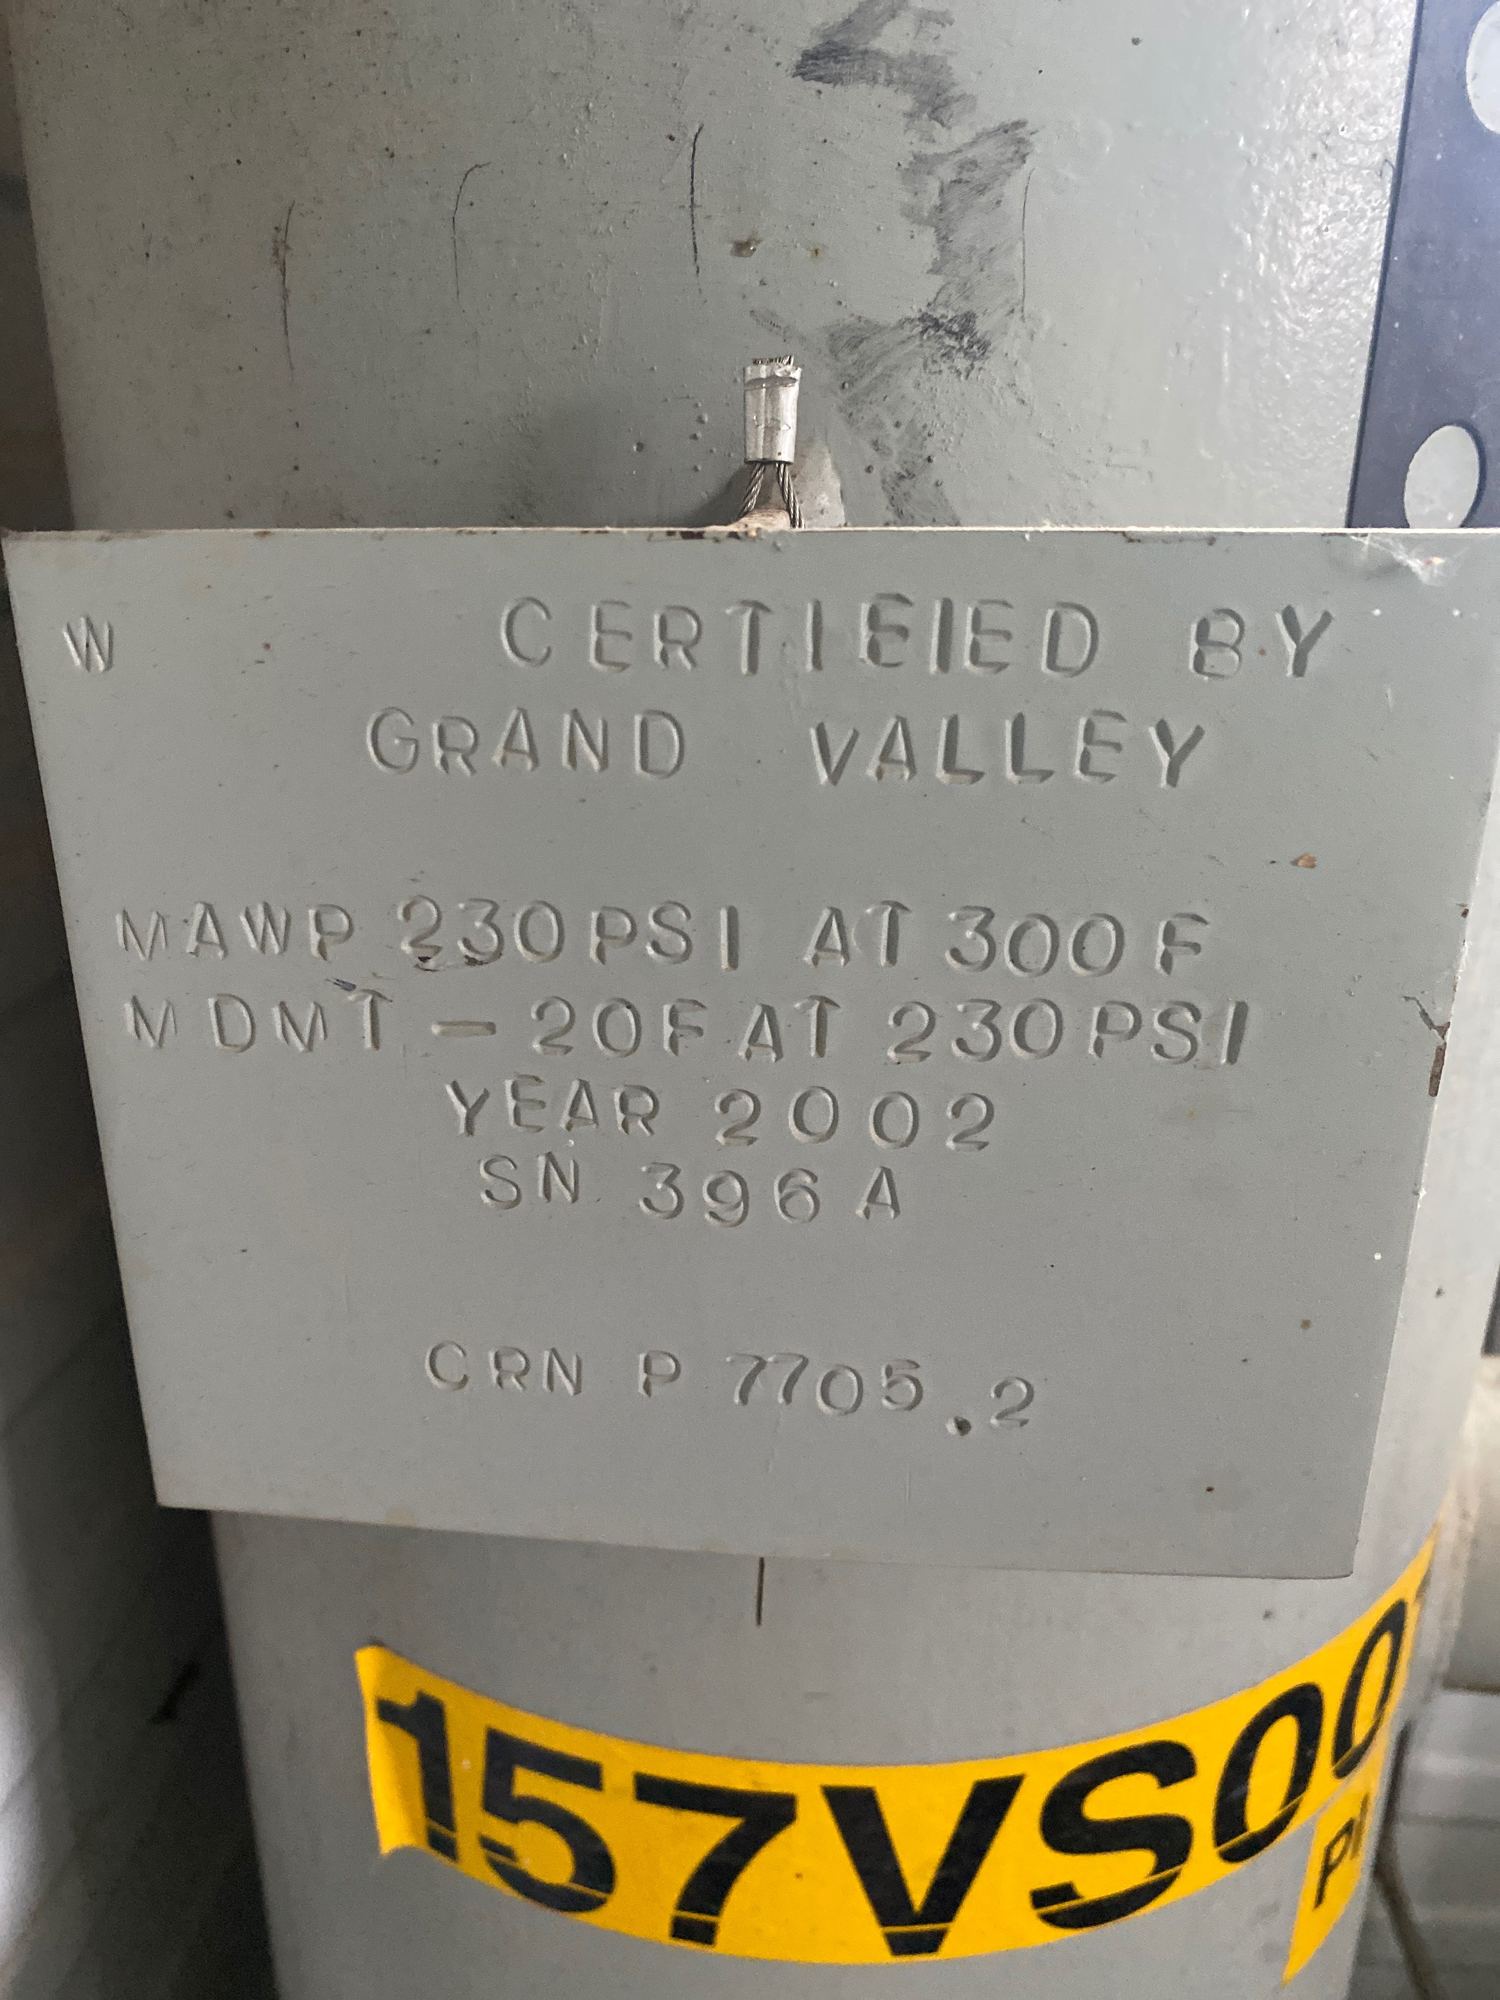 W CERTIFIED BY
GRAND VALLEY
MAWP 230PSI AT 300F
MDMT -20F AT 230PSI
YEAR 2002
SN 396A
CRN P 7705.2
157VS00